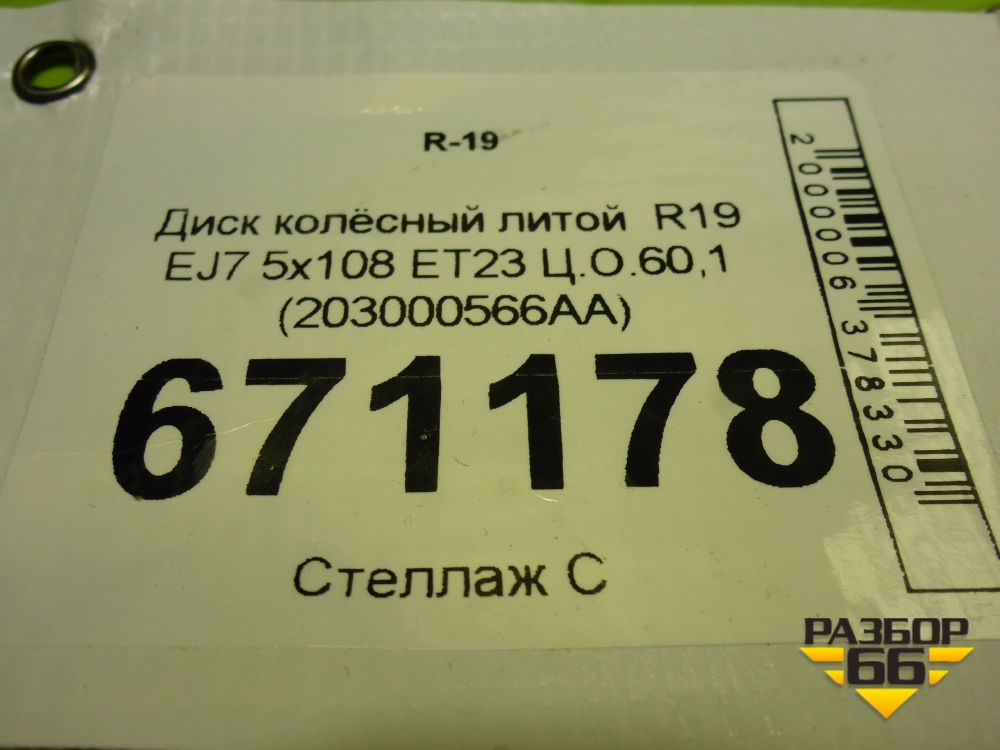 R-19
Диск колёсный литой R19
EJ7 5x108 ET23 Ц.О.60,1
(203000566AA)
671178
Стеллаж С
2000006378330
РАЗБОР
66